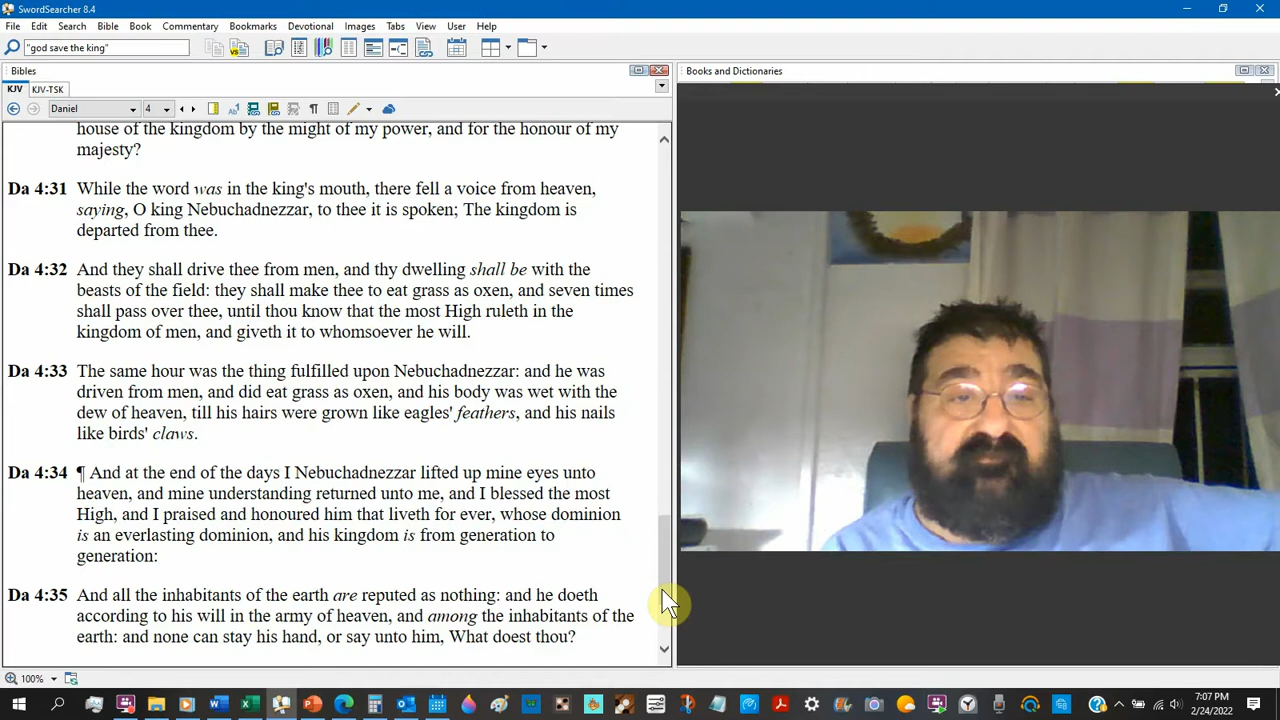 SwordSearcher 8.4
File Edit Search Bible Book Commentary Bookmarks Devotional Images Tabs View User Help
"god save the king"
Bibles
Books and Dictionaries
KJV KJV-TSK
Daniel 4
house of the kingdom by the might of my power, and for the honour of my
majesty?
Da 4:31 While the word was in the king's mouth, there fell a voice from heaven,
saying, O king Nebuchadnezzar, to thee it is spoken; The kingdom is
departed from thee.
Da 4:32 And they shall drive thee from men, and thy dwelling shall be with the
beasts of the field: they shall make thee to eat grass as oxen, and seven times
shall pass over thee, until thou know that the most High ruleth in the
kingdom of men, and giveth it to whomsoever he will.
Da 4:33 The same hour was the thing fulfilled upon Nebuchadnezzar: and he was
driven from men, and did eat grass as oxen, and his body was wet with the
dew of heaven, till his hairs were grown like eagles' feathers, and his nails
like birds' claws.
Da 4:34 ¶ And at the end of the days I Nebuchadnezzar lifted up mine eyes unto
heaven, and mine understanding returned unto me, and I blessed the most
High, and I praised and honoured him that liveth for ever, whose dominion
is an everlasting dominion, and his kingdom is from generation to
generation:
Da 4:35 And all the inhabitants of the earth are reputed as nothing: and he doeth
according to his will in the army of heaven, and among the inhabitants of the
earth: and none can stay his hand, or say unto him, What doest thou?
100%
7:07 PM
2/24/2022